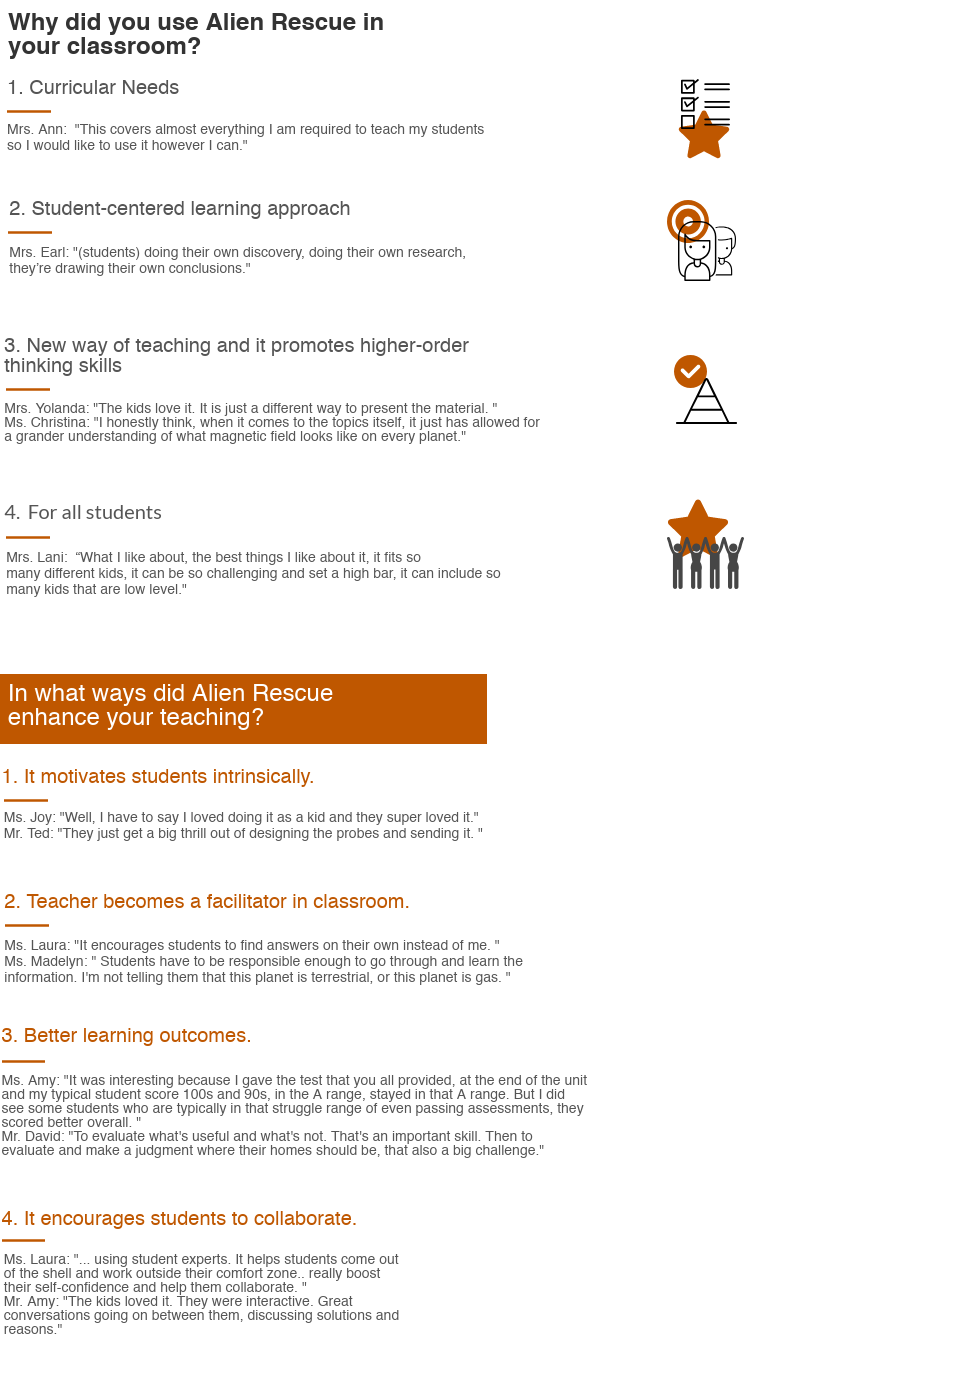 Why did you use Alien Rescue in
your classroom?
1. Curricular Needs
Mrs. Ann:  "This covers almost everything I am required to teach my students
so I would like to use it however I can."
2. Student-centered learning approach
Mrs. Earl: "(students) doing their own discovery, doing their own research,
they're drawing their own conclusions."
3. New way of teaching and it promotes higher-order
thinking skills
Mrs. Yolanda: "The kids love it. It is just a different way to present the material. "
Ms. Christina: "I honestly think, when it comes to the topics itself, it just has allowed for
a grander understanding of what magnetic field looks like on every planet."
4. For all students
Mrs. Lani:  “What I like about, the best things I like about it, it fits so
many different kids, it can be so challenging and set a high bar, it can include so
many kids that are low level."
In what ways did Alien Rescue
enhance your teaching?
1. It motivates students intrinsically.
Ms. Joy: "Well, I have to say I loved doing it as a kid and they super loved it."
Mr. Ted: "They just get a big thrill out of designing the probes and sending it. "
2. Teacher becomes a facilitator in classroom.
Ms. Laura: "It encourages students to find answers on their own instead of me. "
Ms. Madelyn: " Students have to be responsible enough to go through and learn the
information. I'm not telling them that this planet is terrestrial, or this planet is gas. "
3. Better learning outcomes.
Ms. Amy: "It was interesting because I gave the test that you all provided, at the end of the unit
and my typical student score 100s and 90s, in the A range, stayed in that A range. But I did
see some students who are typically in that struggle range of even passing assessments, they
scored better overall. "
Mr. David: "To evaluate what's useful and what's not. That's an important skill. Then to
evaluate and make a judgment where their homes should be, that also a big challenge."
4. It encourages students to collaborate.
Ms. Laura: "... using student experts. It helps students come out
of the shell and work outside their comfort zone.. really boost
their self-confidence and help them collaborate. "
Mr. Amy: "The kids loved it. They were interactive. Great
conversations going on between them, discussing solutions and
reasons."